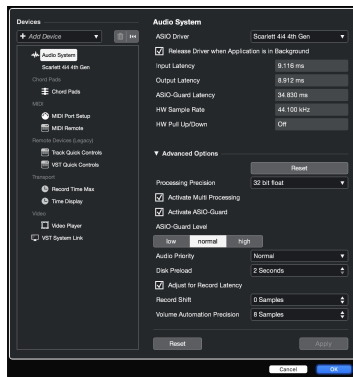 Devices
+ Add Device
Audio System
Scarlett 4i4 4th Gen
Chord Pads
Chord Pads
MIDI
MIDI Port Setup
MIDI Remote
Remote Devices (Legacy)
Track Quick Controls
VST Quick Controls
Transport
Record Time Max
Time Display
Video
Video Player
VST System Link
Audio System
ASIO Driver Scarlett 4i4 4th Gen
Release Driver when Application is in Background
Input Latency 9.116 ms
Output Latency 8.912 ms
ASIO-Guard Latency 34.830 ms
HW Sample Rate 44.100 kHz
HW Pull Up/Down Off
Advanced Options
Reset
Processing Precision 32 bit float
Activate Multi Processing
Activate ASIO-Guard
ASIO-Guard Level
low normal high
Audio Priority Normal
Disk Preload 2 Seconds
Adjust for Record Latency
Record Shift 0 Samples
Volume Automation Precision 8 Samples
Reset Apply
Cancel OK